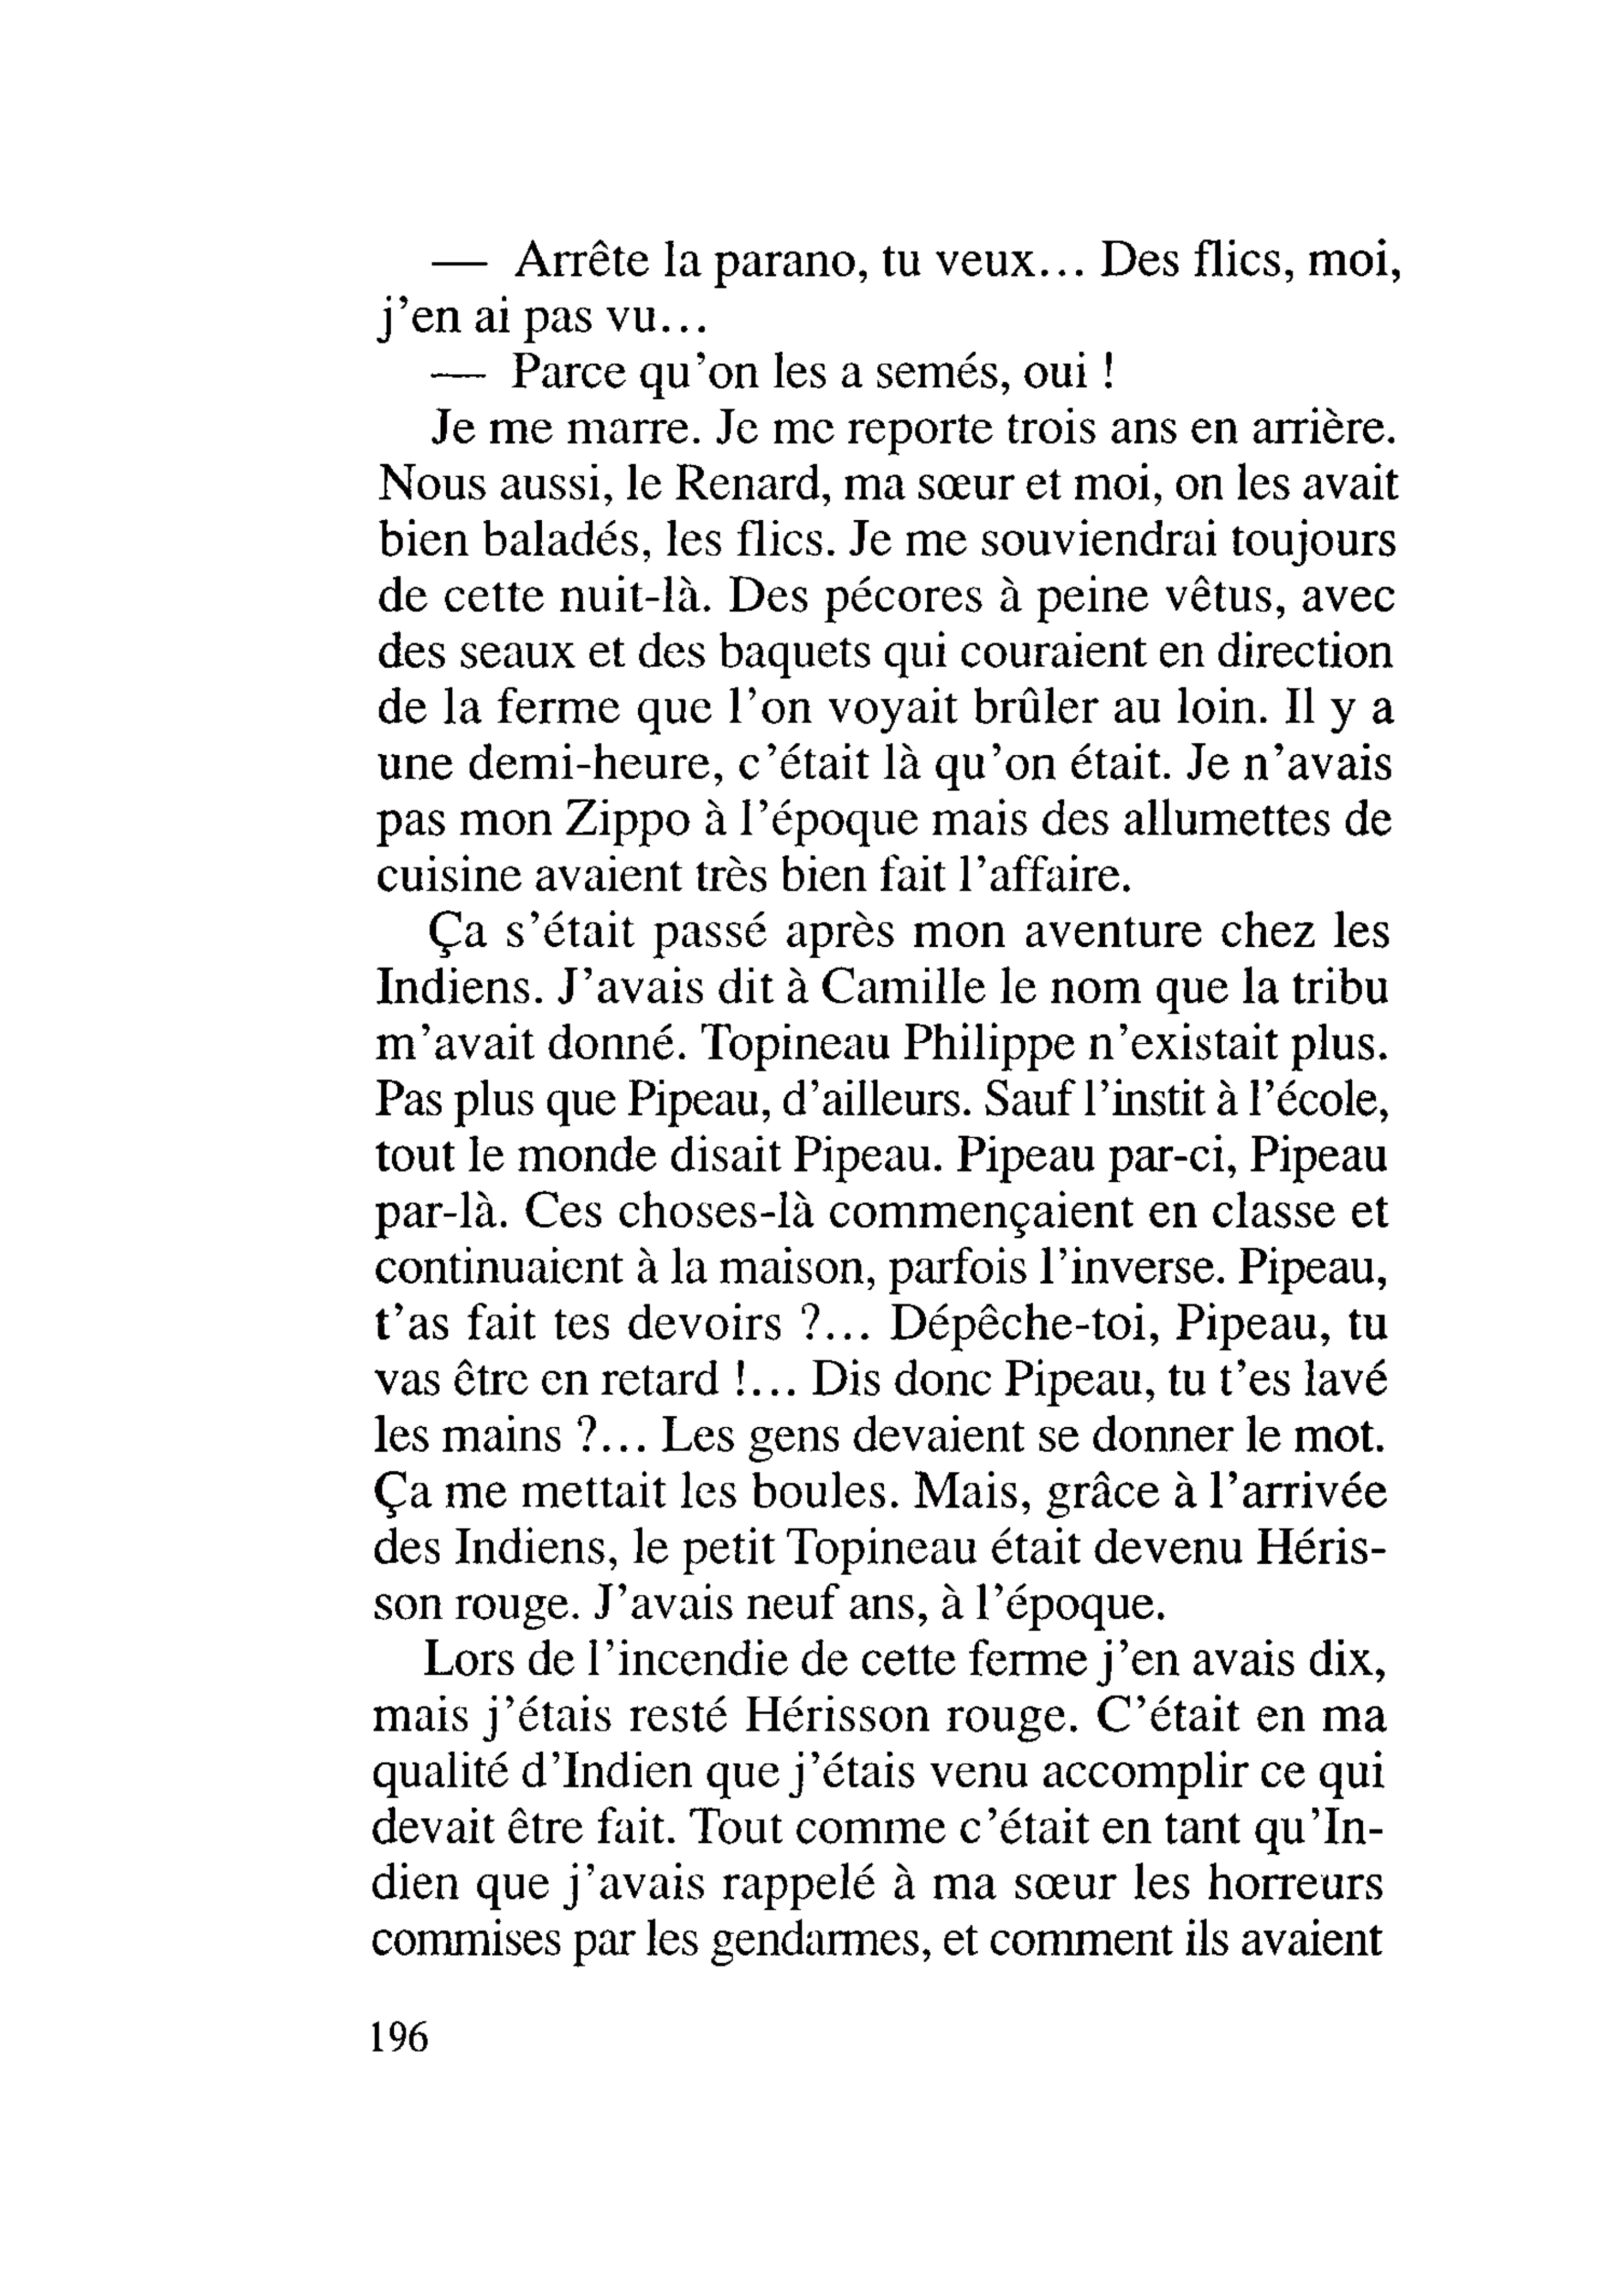 — Arrête la parano, tu veux... Des flics, moi,
j'en ai pas vu...
— Parce qu'on les a semés, oui !
Je me marre. Je me reporte trois ans en arrière.
Nous aussi, le Renard, ma sœur et moi, on les avait
bien baladés, les flics. Je me souviendrai toujours
de cette nuit-là. Des pécores à peine vêtus, avec
des seaux et des baquets qui couraient en direction
de la ferme que l'on voyait brûler au loin. Il y a
une demi-heure, c'était là qu'on était. Je n'avais
pas mon Zippo à l'époque mais des allumettes de
cuisine avaient très bien fait l'affaire.
Ça s'était passé après mon aventure chez les
Indiens. J'avais dit à Camille le nom que la tribu
m'avait donné. Topineau Philippe n'existait plus.
Pas plus que Pipeau, d'ailleurs. Sauf l'instit à l'école,
tout le monde disait Pipeau. Pipeau par-ci, Pipeau
par-là. Ces choses-là commençaient en classe et
continuaient à la maison, parfois l'inverse. Pipeau,
t'as fait tes devoirs ?... Dépêche-toi, Pipeau, tu
vas être en retard !... Dis donc Pipeau, tu t'es lavé
les mains ?... Les gens devaient se donner le mot.
Ça me mettait les boules. Mais, grâce à l'arrivée
des Indiens, le petit Topineau était devenu Héris-
son rouge. J'avais neuf ans, à l'époque.
Lors de l'incendie de cette ferme j'en avais dix,
mais j'étais resté Hérisson rouge. C'était en ma
qualité d'Indien que j'étais venu accomplir ce qui
devait être fait. Tout comme c'était en tant qu'In-
dien que j'avais rappelé à ma sœur les horreurs
commises par les gendarmes, et comment ils avaient
196